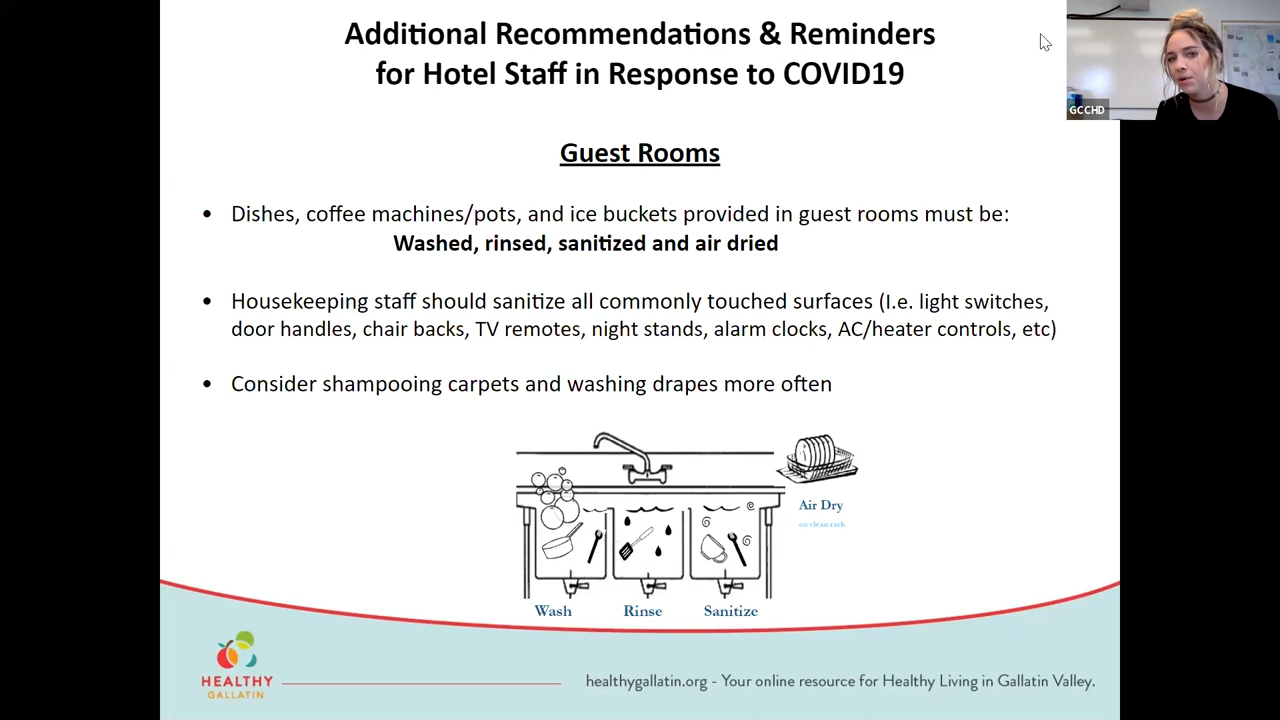 Additional Recommendations & Reminders
for Hotel Staff in Response to COVID19
GCCHD
Guest Rooms
• Dishes, coffee machines/pots, and ice buckets provided in guest rooms must be:
Washed, rinsed, sanitized and air dried
• Housekeeping staff should sanitize all commonly touched surfaces (I.e. light switches,
door handles, chair backs, TV remotes, night stands, alarm clocks, AC/heater controls, etc)
• Consider shampooing carpets and washing drapes more often
Air Dry
on clean rack
Wash Rinse Sanitize
HEALTHY
GALLATIN
healthygallatin.org - Your online resource for Healthy Living in Gallatin Valley.